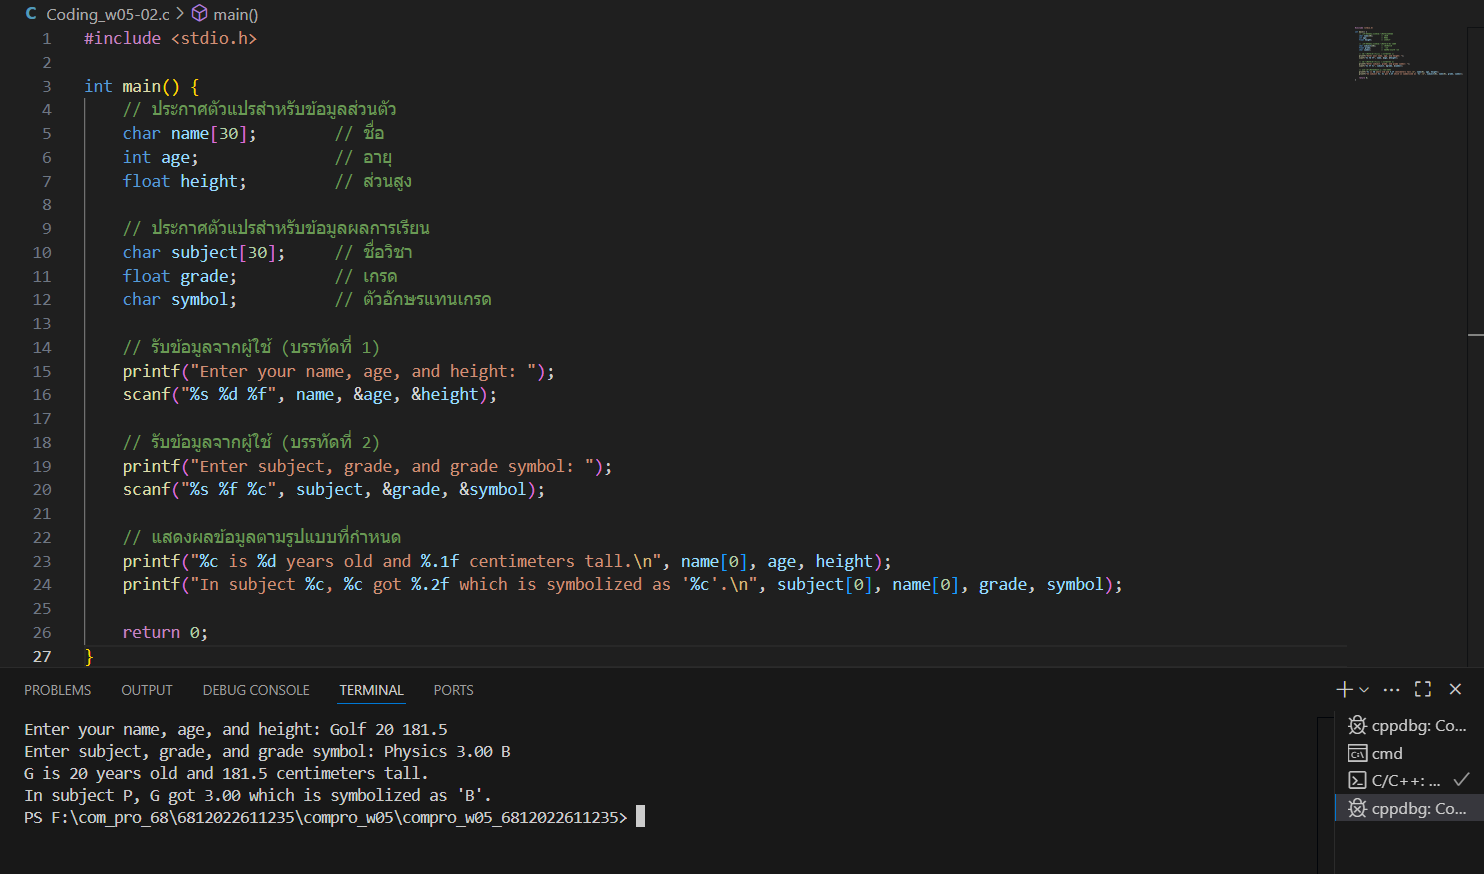 Coding_w05-02.c > main()
1 #include <stdio.h>
2
3 int main() {
4 // ประกาศตัวแปรสำหรับข้อมูลส่วนตัว
5 char name[30]; // ชื่อ
6 int age; // อายุ
7 float height; // ส่วนสูง
8
9 // ประกาศตัวแปรสำหรับข้อมูลผลการเรียน
10 char subject[30]; // ชื่อวิชา
11 float grade; // เกรด
12 char symbol; // ตัวอักษรแทนเกรด
13
14 // รับข้อมูลจากผู้ใช้ (บรรทัดที่ 1)
15 printf("Enter your name, age, and height: ");
16 scanf("%s %d %f", name, &age, &height);
17
18 // รับข้อมูลจากผู้ใช้ (บรรทัดที่ 2)
19 printf("Enter subject, grade, and grade symbol: ");
20 scanf("%s %f %c", subject, &grade, &symbol);
21
22 // แสดงผลข้อมูลตามรูปแบบที่กำหนด
23 printf("%c is %d years old and %.1f centimeters tall.\n", name[0], age, height);
24 printf("In subject %c, %c got %.2f which is symbolized as '%c'.\n", subject[0], name[0], grade, symbol);
25
26 return 0;
27 }
PROBLEMS OUTPUT DEBUG CONSOLE TERMINAL PORTS
Enter your name, age, and height: Golf 20 181.5
Enter subject, grade, and grade symbol: Physics 3.00 B
G is 20 years old and 181.5 centimeters tall.
In subject P, G got 3.00 which is symbolized as 'B'.
PS F:\com_pro_68\6812022611235\compro_w05\compro_w05_6812022611235>
cppdbg: Co...
cmd
C/C++: ...
cppdbg: Co...